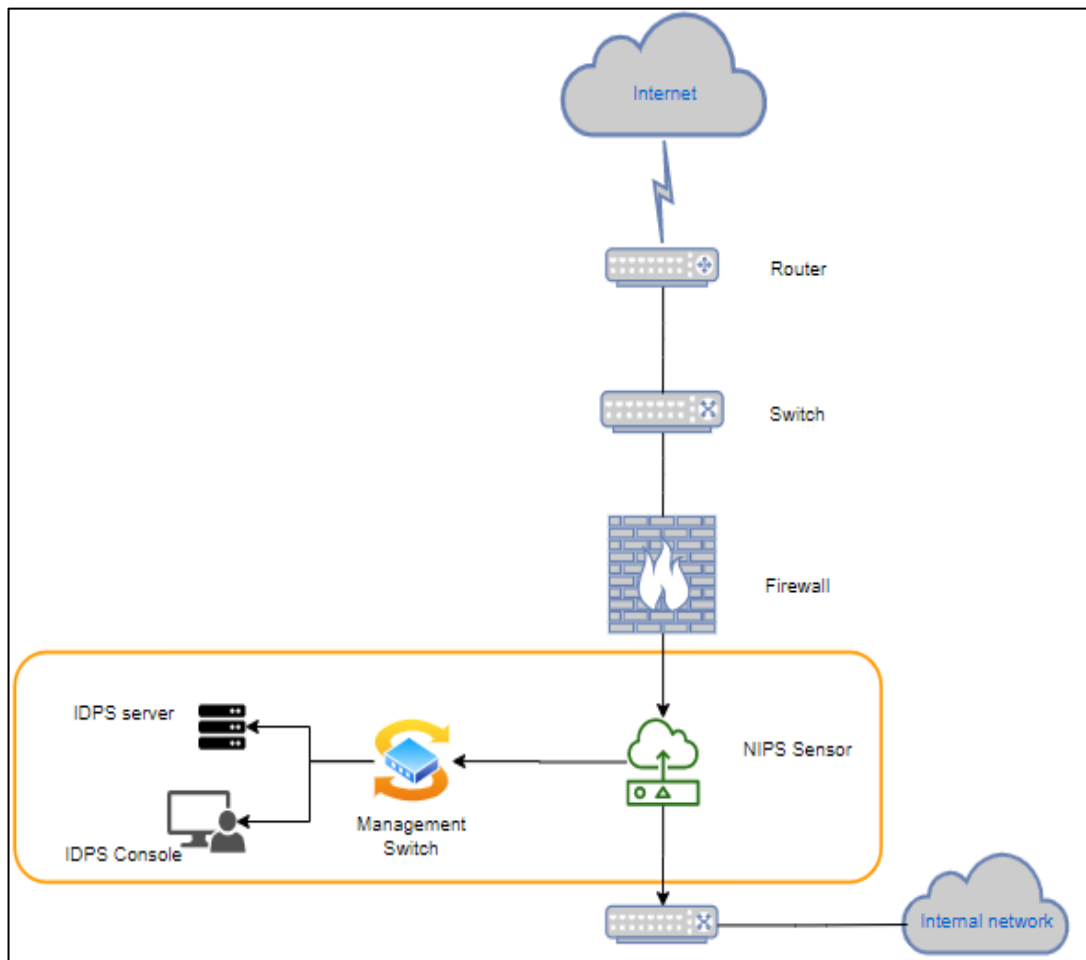 Internet
Router
Switch
Firewall
IDPS server
NIPS Sensor
Management
Switch
IDPS Console
Internal network